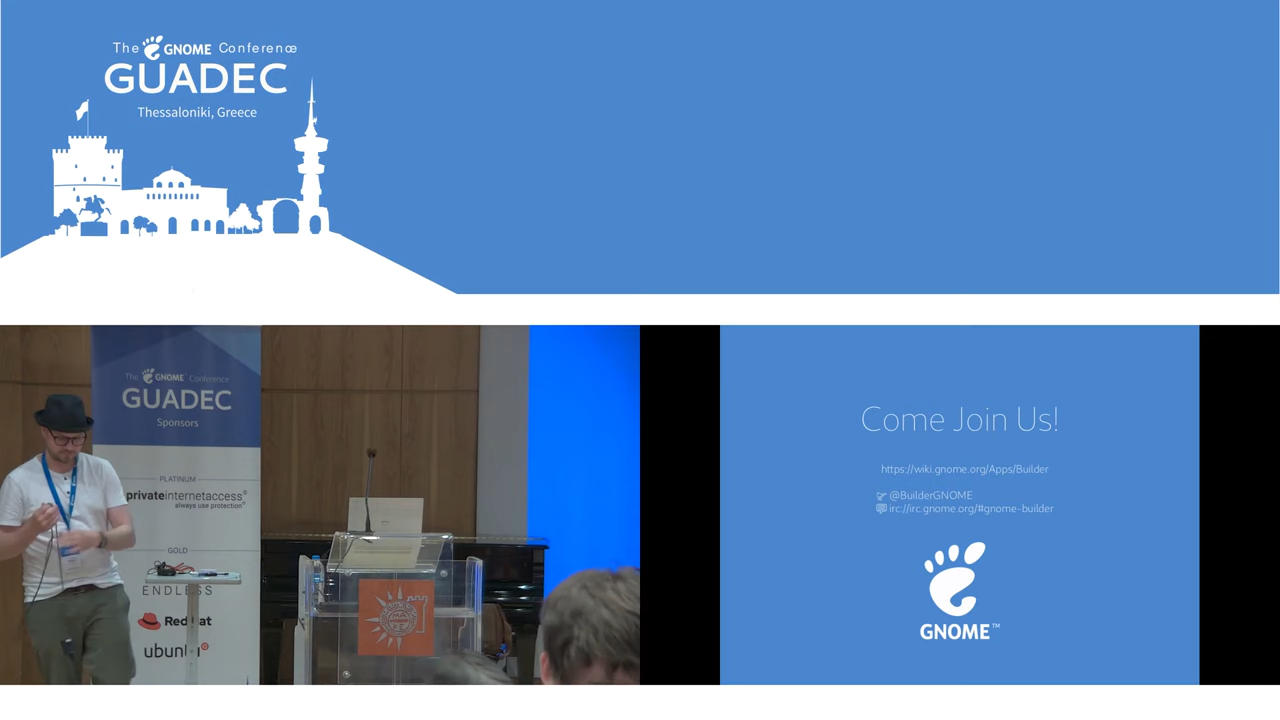 The GNOME Conference
GUADEC
Thessaloniki, Greece
The GNOME Conference
GUADEC
Sponsors
PLATINUM
privateinternetaccess®
always use protection®
GOLD
ENDLESS
Red Hat
ubuntu
Come Join Us!
https://wiki.gnome.org/Apps/Builder
@BuilderGNOME
irc://irc.gnome.org/#gnome-builder
GNOME™